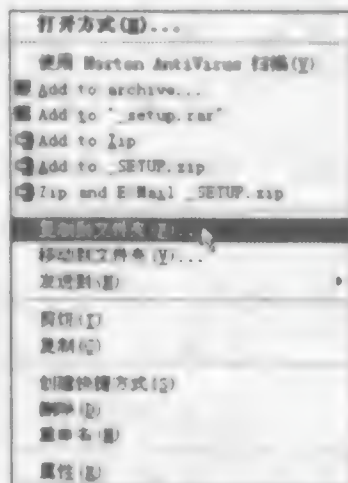 打开方式(H)...
使用 Norton AntiVirus 扫描(V)
Add to archive...
Add to "_setup.rar"
Add to Zip
Add to _SETUP.zip
Zip and E Mail _SETUP.zip
复制到文件夹(F)...
移动到文件夹(V)...
发送到(N)
剪切(T)
复制(C)
创建快捷方式(S)
删除(D)
重命名(M)
属性(R)